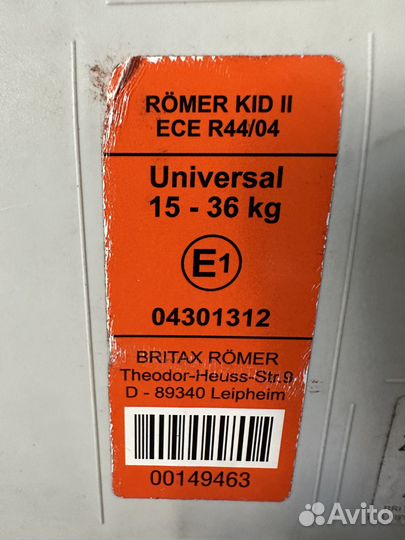 RÖMER KID II
ECE R44/04
Universal
15 - 36 kg
E1
04301312
BRITAX RÖMER
Theodor-Heuss-Str.9
D - 89340 Leipheim
00149463
Avito